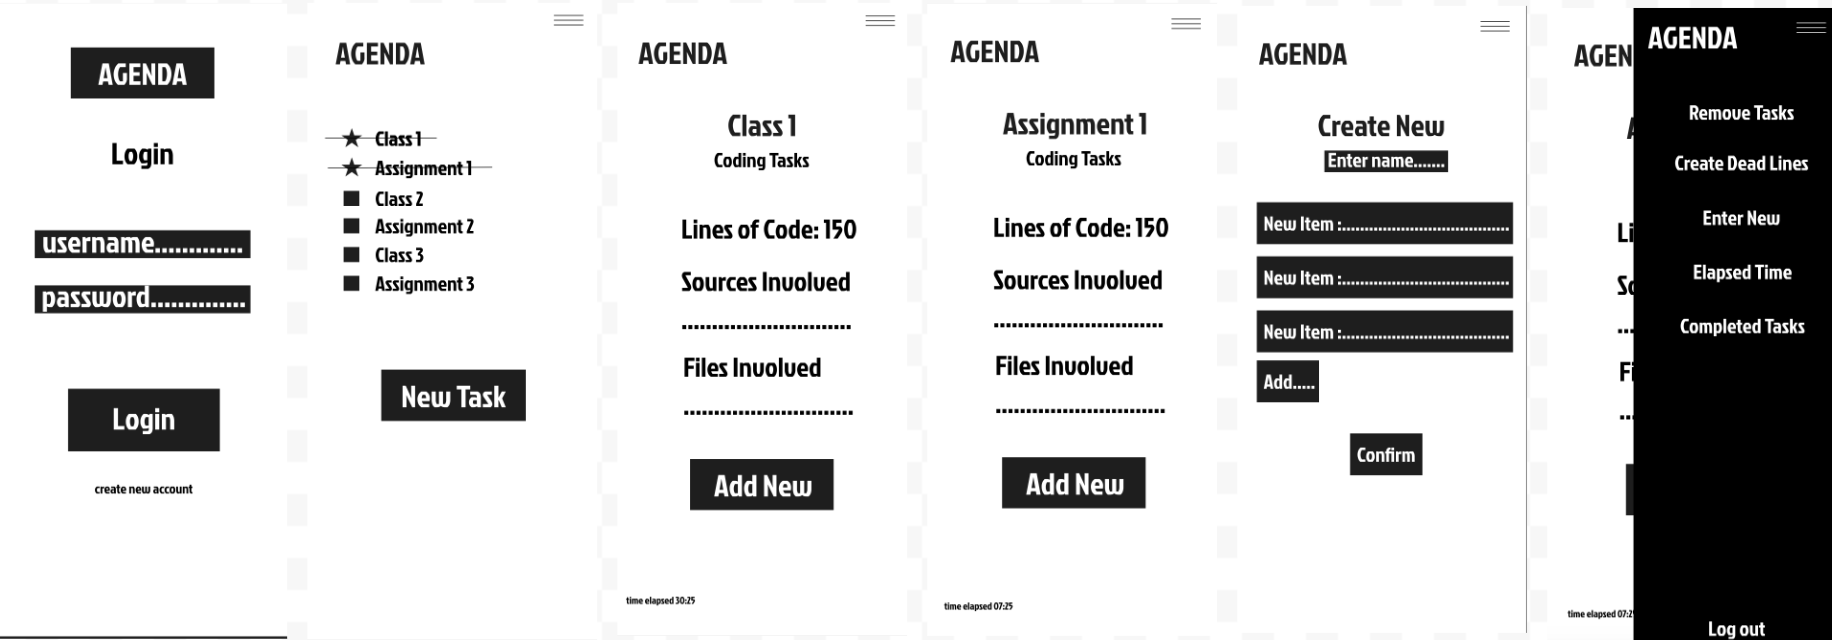 AGENDA
Login
username.............
password..............
Login
create new account
AGENDA
Class 1
Assignment 1
Class 2
Assignment 2
Class 3
Assignment 3
New Task
AGENDA
Class 1
Coding Tasks
Lines of Code: 150
Sources Involved
............................
Files Involved
............................
Add New
time elapsed 30:25
AGENDA
Assignment 1
Coding Tasks
Lines of Code: 150
Sources Involved
............................
Files Involved
............................
Add New
time elapsed 07:25
AGENDA
Create New
Enter name.......
New Item :......................................
New Item :......................................
New Item :......................................
Add.....
Confirm
AGEN
A
Li
So
...
Fi
...
time elapsed 07:2
AGENDA
Remove Tasks
Create Dead Lines
Enter New
Elapsed Time
Completed Tasks
Log out